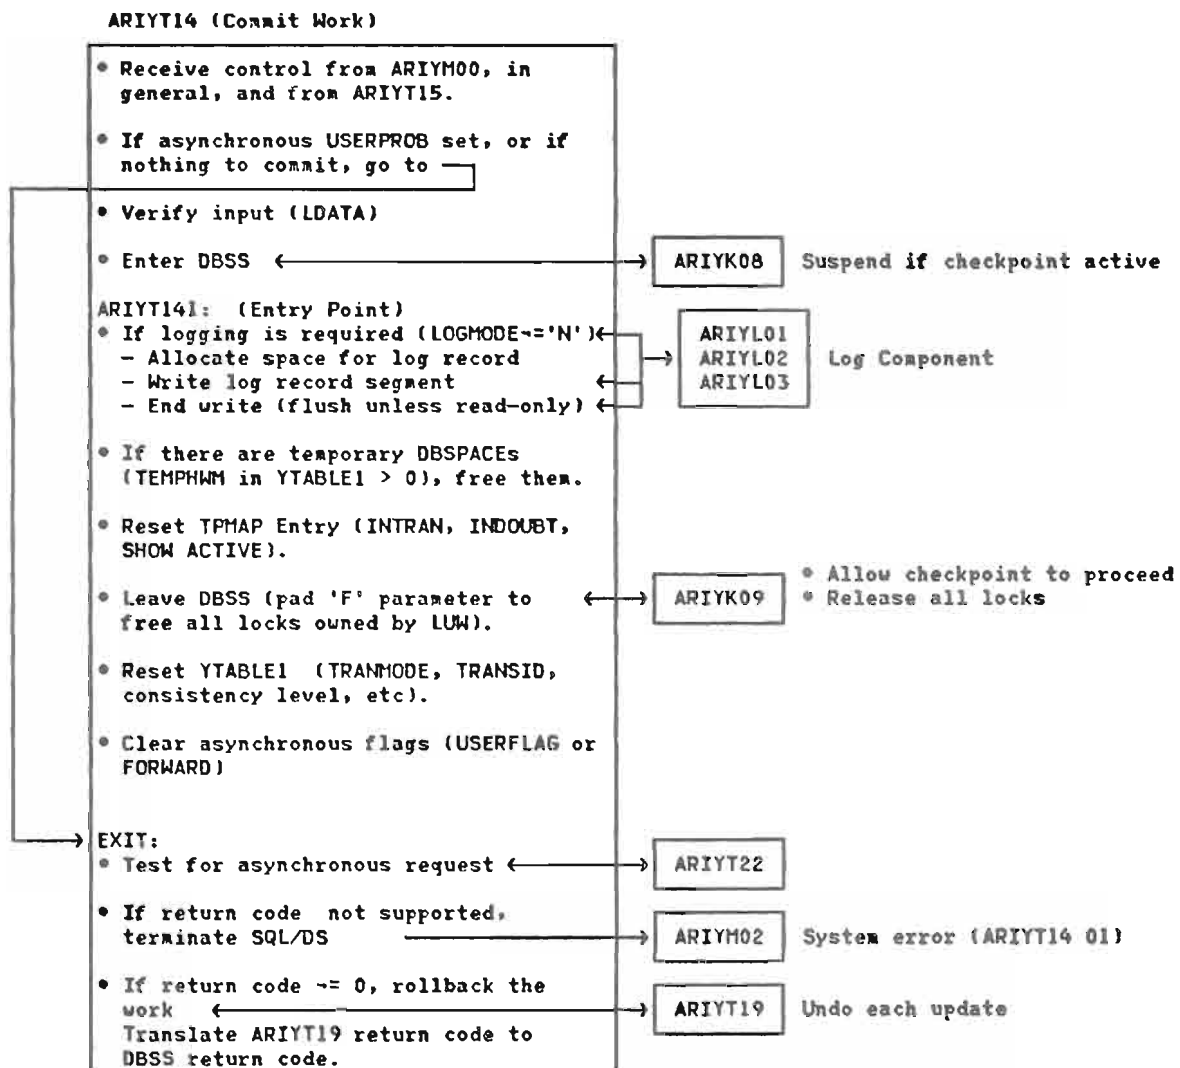 ARIYT14 (Commit Work)
• Receive control from ARIYM00, in
general, and from ARIYT15.
• If asynchronous USERPROB set, or if
nothing to commit, go to
• Verify input (LDATA)
• Enter DBSS
ARIYK08
Suspend if checkpoint active
ARIYT141: (Entry Point)
• If logging is required (LOGMODE¬='N')
- Allocate space for log record
- Write log record segment
- End write (flush unless read-only)
ARIYL01
ARIYL02
ARIYL03
Log Component
• If there are temporary DBSPACEs
(TEMPHWM in YTABLE1 > 0), free them.
• Reset TPMAP Entry (INTRAN, INDOUBT,
SHOW ACTIVE).
• Leave DBSS (pad 'F' parameter to
free all locks owned by LUW).
ARIYK09
• Allow checkpoint to proceed
• Release all locks
• Reset YTABLE1 (TRANMODE, TRANSID,
consistency level, etc).
• Clear asynchronous flags (USERFLAG or
FORWARD)
EXIT:
• Test for asynchronous request
ARIYT22
• If return code not supported,
terminate SQL/DS
ARIYM02
System error (ARIYT14 01)
• If return code ¬= 0, rollback the
work
Translate ARIYT19 return code to
DBSS return code.
ARIYT19
Undo each update